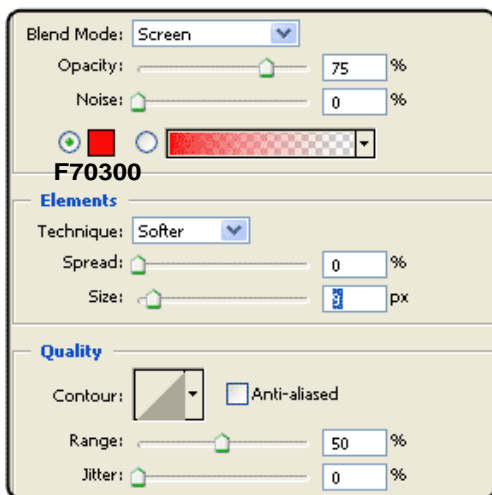 Blend Mode: Screen
Opacity: 75 %
Noise: 0 %
F70300
Elements
Technique: Softer
Spread: 0 %
Size: px
Quality
Contour: Anti-aliased
Range: 50 %
Jitter: 0 %